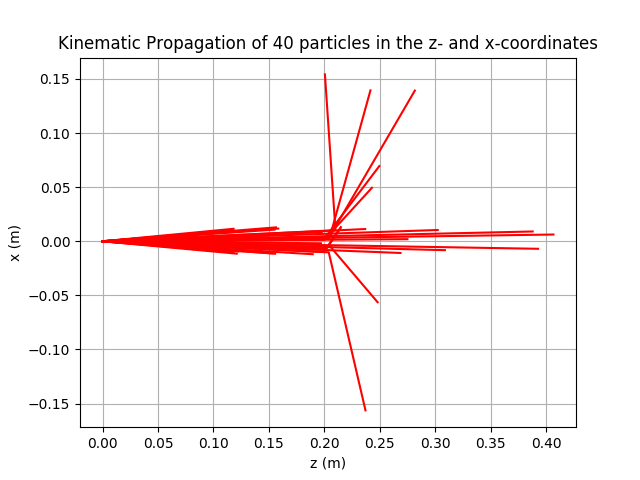 Kinematic Propagation of 40 particles in the z- and x-coordinates
0.15
0.10
0.05
0.00
−0.05
−0.10
−0.15
x (m)
0.00 0.05 0.10 0.15 0.20 0.25 0.30 0.35 0.40
z (m)